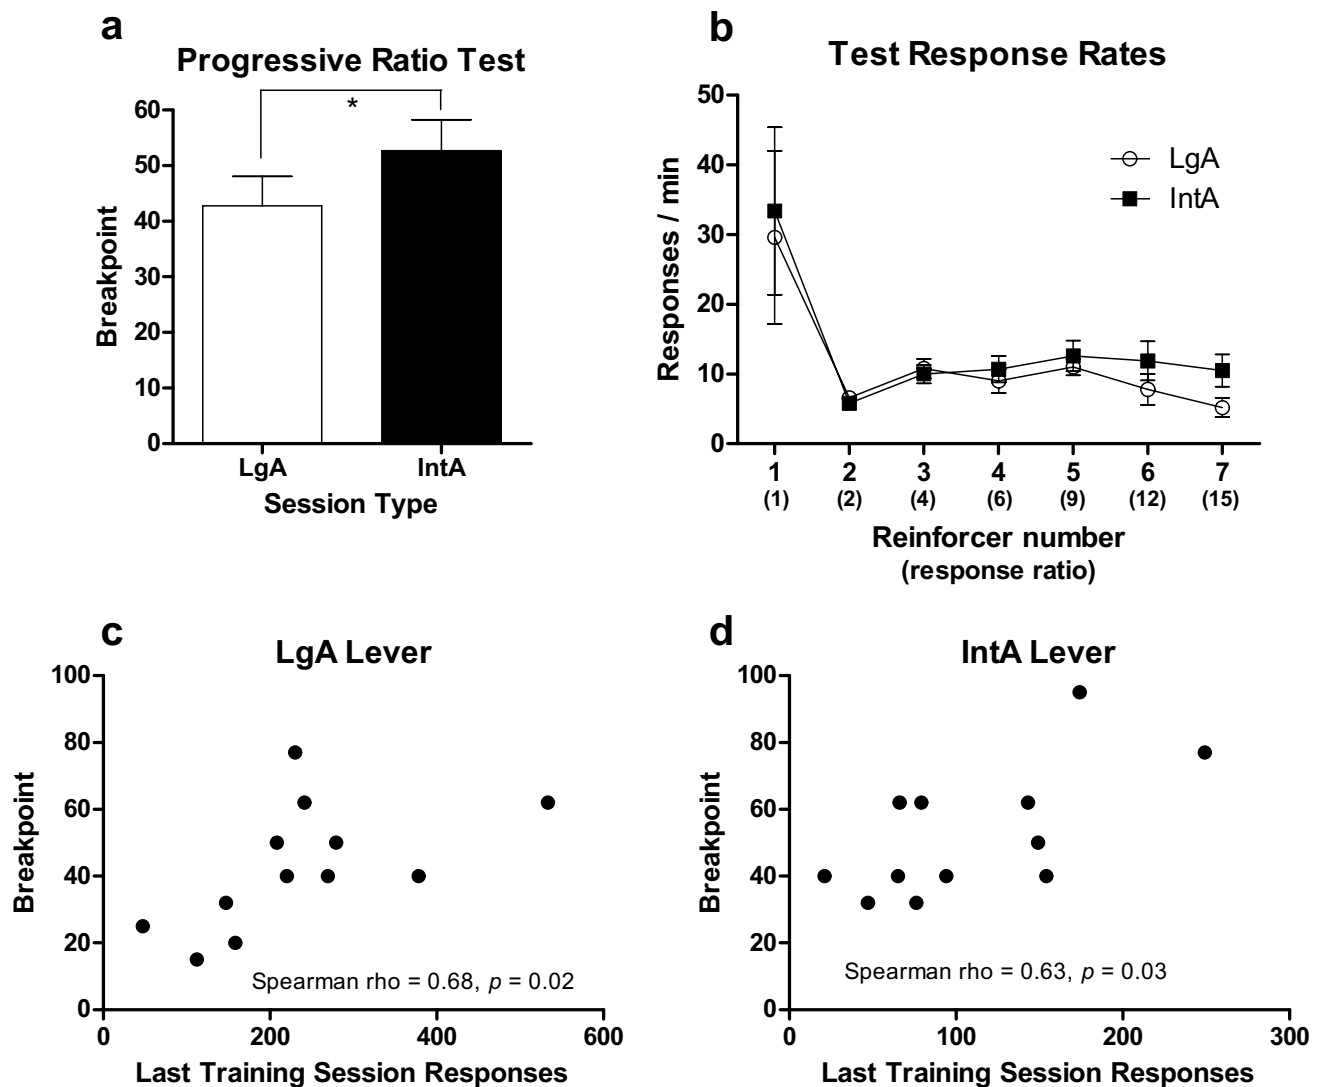 a
Progressive Ratio Test
*
60
50
40
30
20
10
0
Breakpoint
LgA IntA
Session Type
b
Test Response Rates
50
40
30
20
10
0
Responses / min
LgA
IntA
1 2 3 4 5 6 7
(1) (2) (4) (6) (9) (12) (15)
Reinforcer number
(response ratio)
c
LgA Lever
100
80
60
40
20
0
Breakpoint
Spearman rho = 0.68, p = 0.02
0 200 400 600
Last Training Session Responses
d
IntA Lever
100
80
60
40
20
0
Breakpoint
Spearman rho = 0.63, p = 0.03
0 100 200 300
Last Training Session Responses